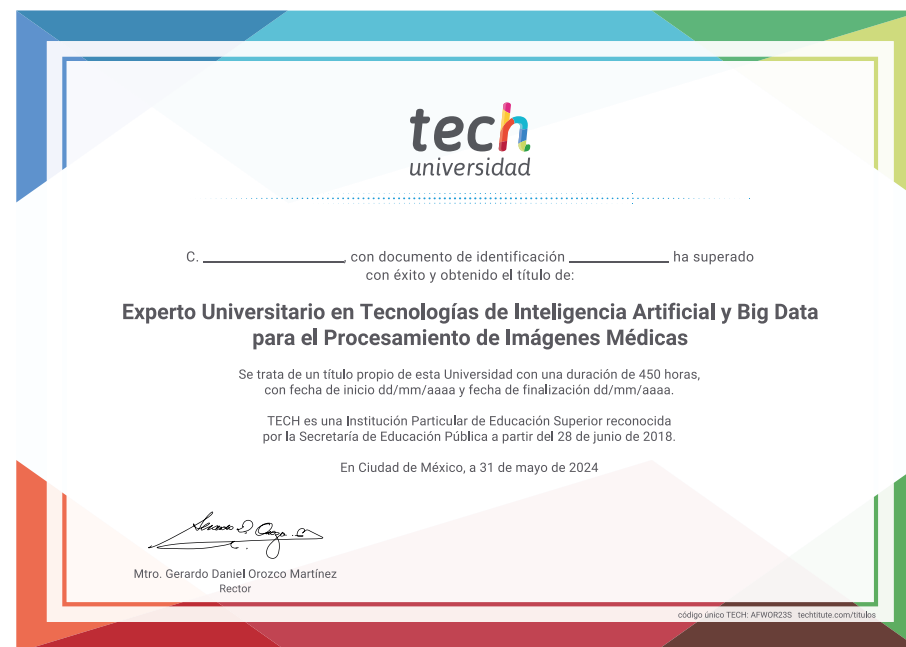 tech
universidad
C. ____________________, con documento de identificación ______________ ha superado
con éxito y obtenido el título de:
Experto Universitario en Tecnologías de Inteligencia Artificial y Big Data
para el Procesamiento de Imágenes Médicas
Se trata de un título propio de esta Universidad con una duración de 450 horas,
con fecha de inicio dd/mm/aaaa y fecha de finalización dd/mm/aaaa.
TECH es una Institución Particular de Educación Superior reconocida
por la Secretaría de Educación Pública a partir del 28 de junio de 2018.
En Ciudad de México, a 31 de mayo de 2024
Mtro. Gerardo Daniel Orozco Martínez
Rector
código único TECH: AFWOR23S techtitute.com/titulos